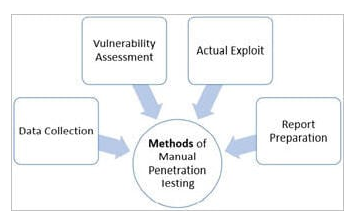 Vulnerability
Assessment
Actual Exploit
Data Collection
Report
Preparation
Methods of
Manual
Penetration
Testing